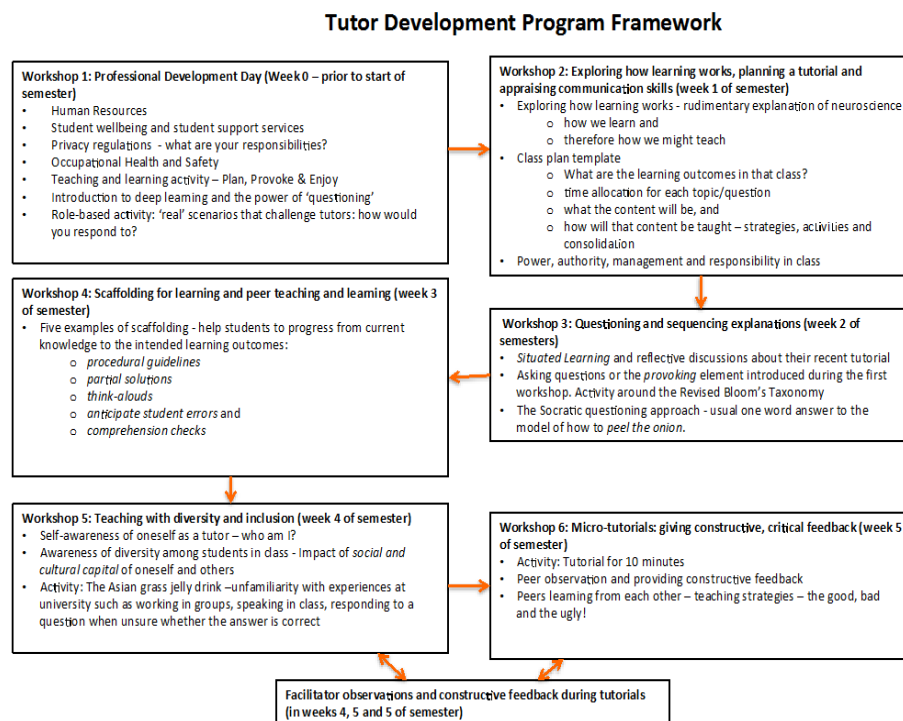 Tutor Development Program Framework
Workshop 1: Professional Development Day (Week 0 – prior to start of
semester)
• Human Resources
• Student wellbeing and student support services
• Privacy regulations - what are your responsibilities?
• Occupational Health and Safety
• Teaching and learning activity – Plan, Provoke & Enjoy
• Introduction to deep learning and the power of ‘questioning’
• Role-based activity: ‘real’ scenarios that challenge tutors: how would
you respond to?
Workshop 2: Exploring how learning works, planning a tutorial and
appraising communication skills (week 1 of semester)
• Exploring how learning works - rudimentary explanation of neuroscience
o how we learn and
o therefore how we might teach
• Class plan template
o What are the learning outcomes in that class?
o time allocation for each topic/question
o what the content will be, and
o how will that content be taught – strategies, activities and
consolidation
• Power, authority, management and responsibility in class
Workshop 3: Questioning and sequencing explanations (week 2 of
semesters)
• Situated Learning and reflective discussions about their recent tutorial
• Asking questions or the provoking element introduced during the first
workshop. Activity around the Revised Bloom’s Taxonomy
• The Socratic questioning approach - usual one word answer to the
model of how to peel the onion.
Workshop 4: Scaffolding for learning and peer teaching and learning (week 3
of semester)
• Five examples of scaffolding - help students to progress from current
knowledge to the intended learning outcomes:
o procedural guidelines
o partial solutions
o think-alouds
o anticipate student errors and
o comprehension checks
Workshop 5: Teaching with diversity and inclusion (week 4 of semester)
• Self-awareness of oneself as a tutor – who am I?
• Awareness of diversity among students in class - Impact of social and
cultural capital of oneself and others
• Activity: The Asian grass jelly drink –unfamiliarity with experiences at
university such as working in groups, speaking in class, responding to a
question when unsure whether the answer is correct
Workshop 6: Micro-tutorials: giving constructive, critical feedback (week 5
of semester)
• Activity: Tutorial for 10 minutes
• Peer observation and providing constructive feedback
• Peers learning from each other – teaching strategies – the good, bad
and the ugly!
Facilitator observations and constructive feedback during tutorials
(in weeks 4, 5 and 5 of semester)